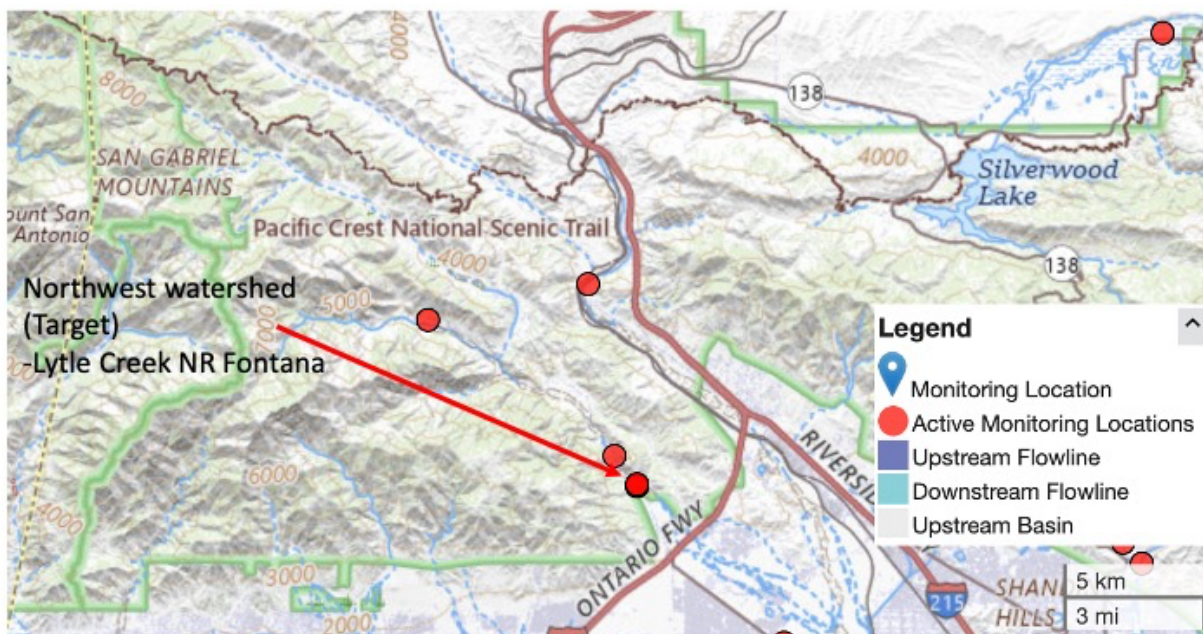 4000
138
8000
SAN GABRIEL
MOUNTAINS
4000
Silverwood
Lake
ount San
Antonio
Pacific Crest National Scenic Trail
4000
138
Northwest watershed
(Target)
-Lytle Creek NR Fontana
5000
7000
Legend
Monitoring Location
Active Monitoring Locations
Upstream Flowline
Downstream Flowline
Upstream Basin
RIVERSID
6000
4000
ONTARIO FWY
3000
2000
215
SHAN
HILLS
5 km
3 mi